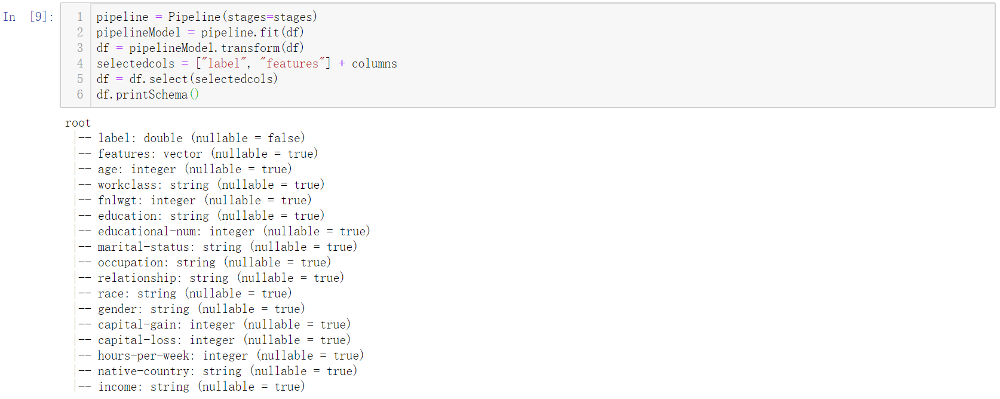 In [9]:
1 pipeline = Pipeline(stages=stages)
2 pipelineModel = pipeline.fit(df)
3 df = pipelineModel.transform(df)
4 selectedcols = ["label", "features"] + columns
5 df = df.select(selectedcols)
6 df.printSchema()
root
|-- label: double (nullable = false)
|-- features: vector (nullable = true)
|-- age: integer (nullable = true)
|-- workclass: string (nullable = true)
|-- fnlwgt: integer (nullable = true)
|-- education: string (nullable = true)
|-- educational-num: integer (nullable = true)
|-- marital-status: string (nullable = true)
|-- occupation: string (nullable = true)
|-- relationship: string (nullable = true)
|-- race: string (nullable = true)
|-- gender: string (nullable = true)
|-- capital-gain: integer (nullable = true)
|-- capital-loss: integer (nullable = true)
|-- hours-per-week: integer (nullable = true)
|-- native-country: string (nullable = true)
|-- income: string (nullable = true)